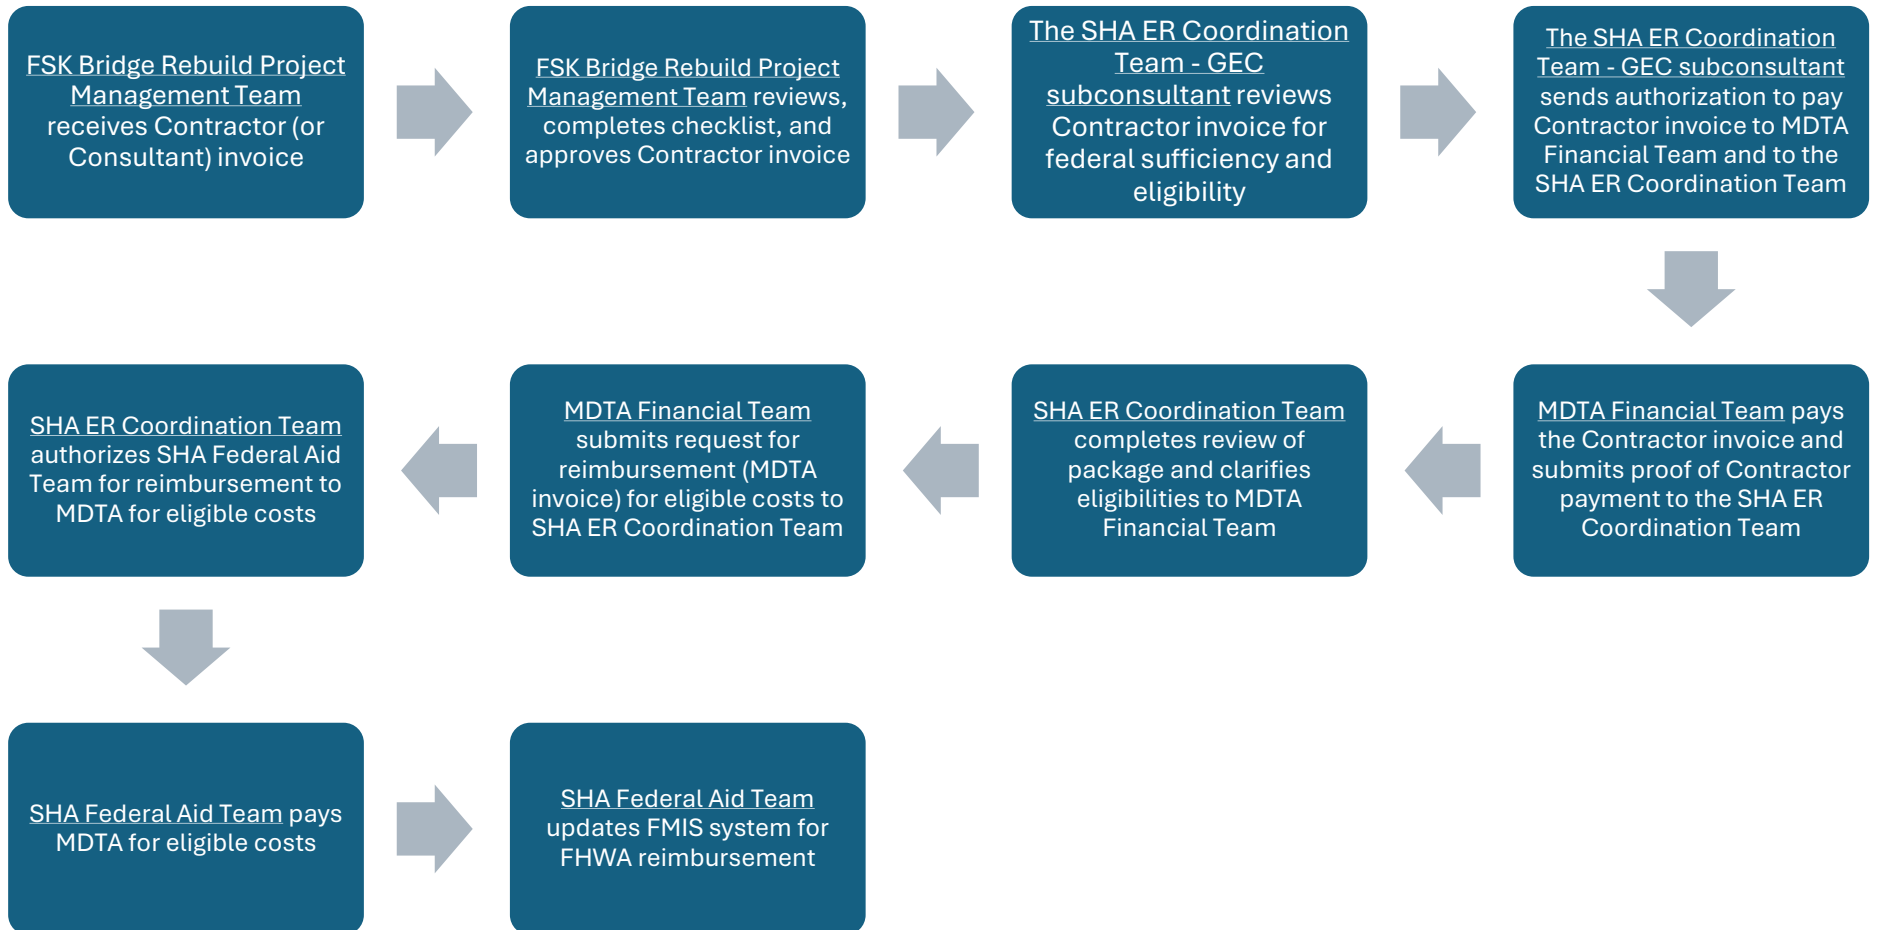 FSK Bridge Rebuild Project
Management Team
receives Contractor (or
Consultant) invoice
FSK Bridge Rebuild Project
Management Team reviews,
completes checklist, and
approves Contractor invoice
The SHA ER Coordination
Team - GEC
subconsultant reviews
Contractor invoice for
federal sufficiency and
eligibility
The SHA ER Coordination
Team - GEC subconsultant
sends authorization to pay
Contractor invoice to MDTA
Financial Team and to the
SHA ER Coordination Team
MDTA Financial Team pays
the Contractor invoice and
submits proof of Contractor
payment to the SHA ER
Coordination Team
SHA ER Coordination Team
completes review of
package and clarifies
eligibilities to MDTA
Financial Team
MDTA Financial Team
submits request for
reimbursement (MDTA
invoice) for eligible costs to
SHA ER Coordination Team
SHA ER Coordination Team
authorizes SHA Federal Aid
Team for reimbursement to
MDTA for eligible costs
SHA Federal Aid Team pays
MDTA for eligible costs
SHA Federal Aid Team
updates FMIS system for
FHWA reimbursement